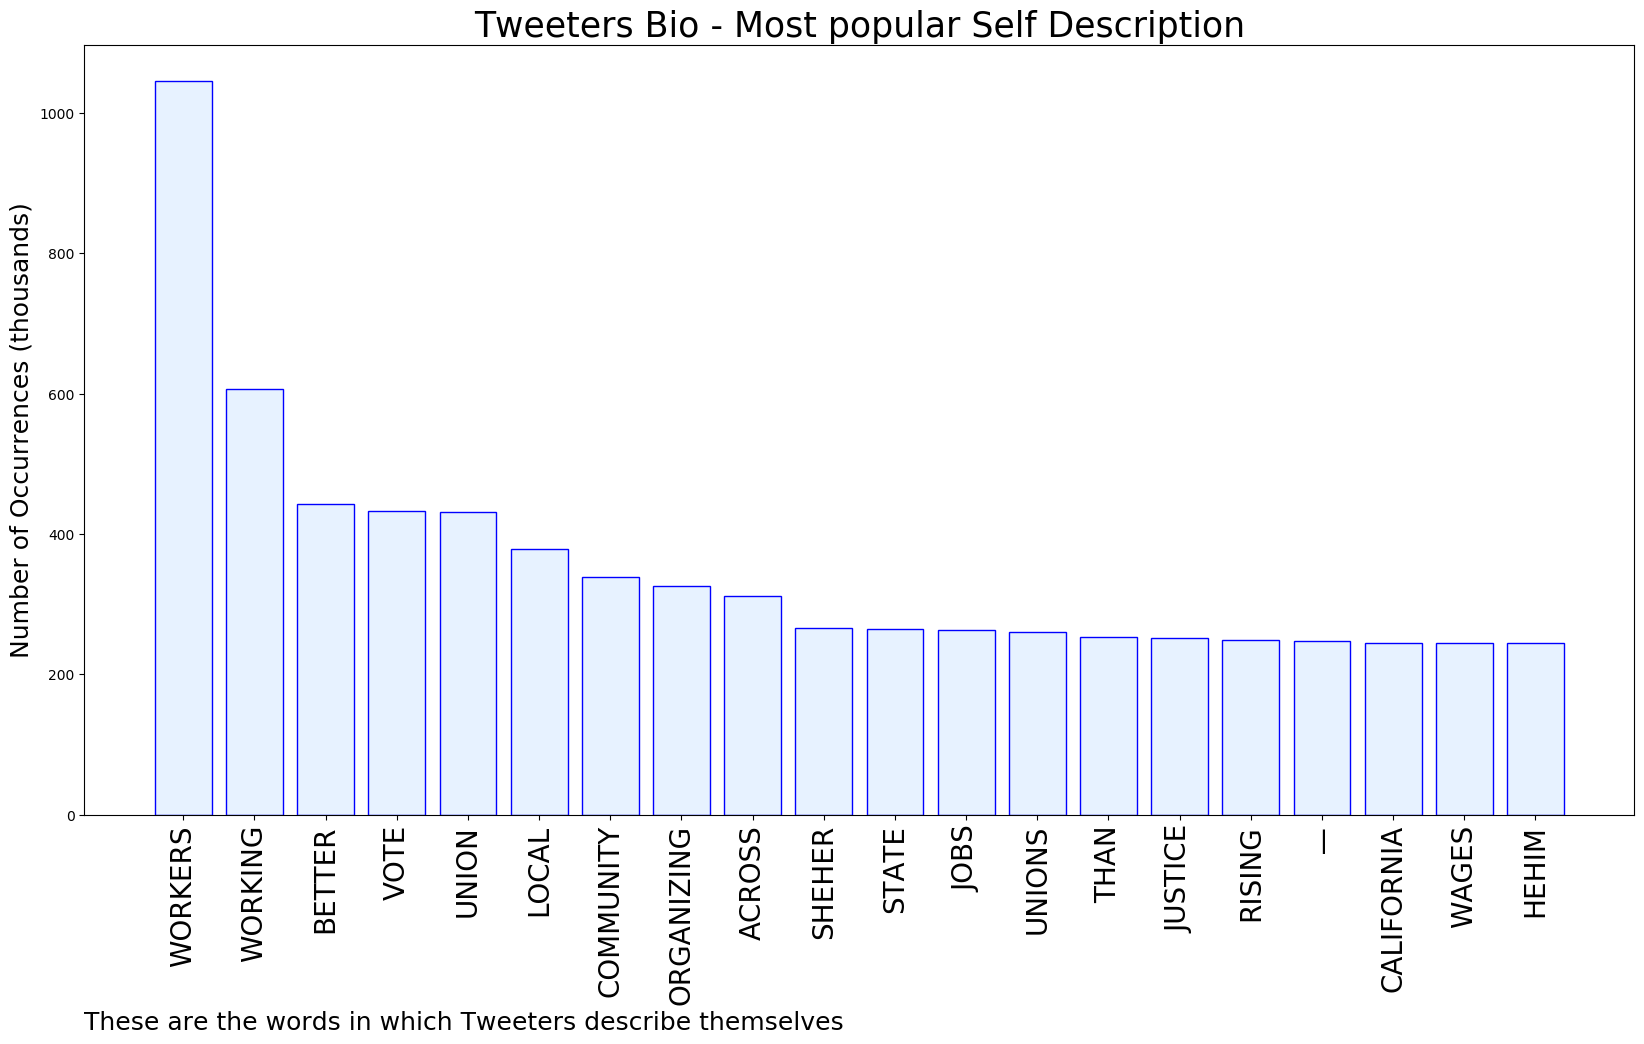 Tweeters Bio - Most popular Self Description
Number of Occurrences (thousands)
1000
800
600
400
200
0
WORKERS
WORKING
BETTER
VOTE
UNION
LOCAL
COMMUNITY
ORGANIZING
ACROSS
SHEHER
STATE
JOBS
UNIONS
THAN
JUSTICE
RISING
—
CALIFORNIA
WAGES
HEHIM
These are the words in which Tweeters describe themselves